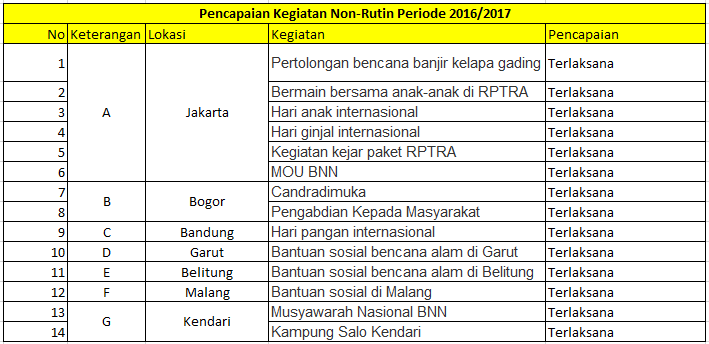 Pencapaian Kegiatan Non-Rutin Periode 2016/2017
No Keterangan Lokasi Kegiatan Pencapaian
1 A Jakarta Pertolongan bencana banjir kelapa gading Terlaksana
2 Bermain bersama anak-anak di RPTRA Terlaksana
3 Hari anak internasional Terlaksana
4 Hari ginjal internasional Terlaksana
5 Kegiatan kejar paket RPTRA Terlaksana
6 MOU BNN Terlaksana
7 B Bogor Candradimuka Terlaksana
8 Pengabdian Kepada Masyarakat Terlaksana
9 C Bandung Hari pangan internasional Terlaksana
10 D Garut Bantuan sosial bencana alam di Garut Terlaksana
11 E Belitung Bantuan sosial bencana alam di Belitung Terlaksana
12 F Malang Bantuan sosial di Malang Terlaksana
13 G Kendari Musyawarah Nasional BNN Terlaksana
14 Kampung Salo Kendari Terlaksana